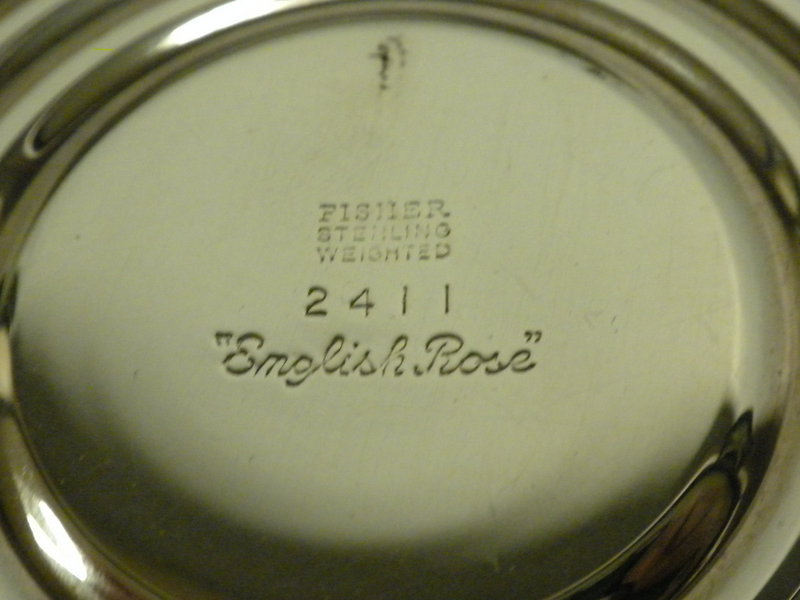 FISHER
STERLING
WEIGHTED
2411
"English Rose"